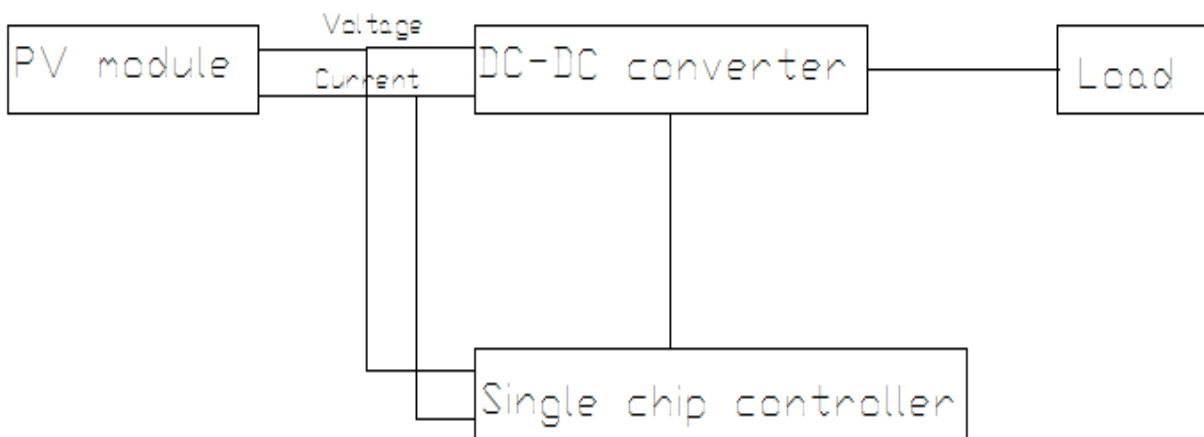 Voltage
PV module
DC-DC converter
Load
Current
Single chip controller